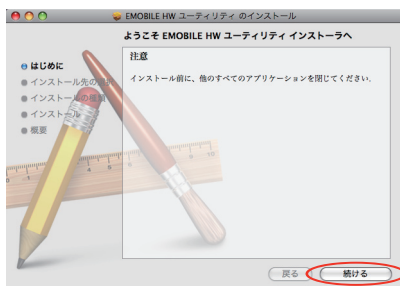 EMOBILE HW ユーティリティ のインストール
ようこそ EMOBILE HW ユーティリティ インストーラへ
はじめに
インストール先の選択
インストールの種類
インストール
概要
注意
インストール前に、他のすべてのアプリケーションを閉じてください.
戻る
続ける